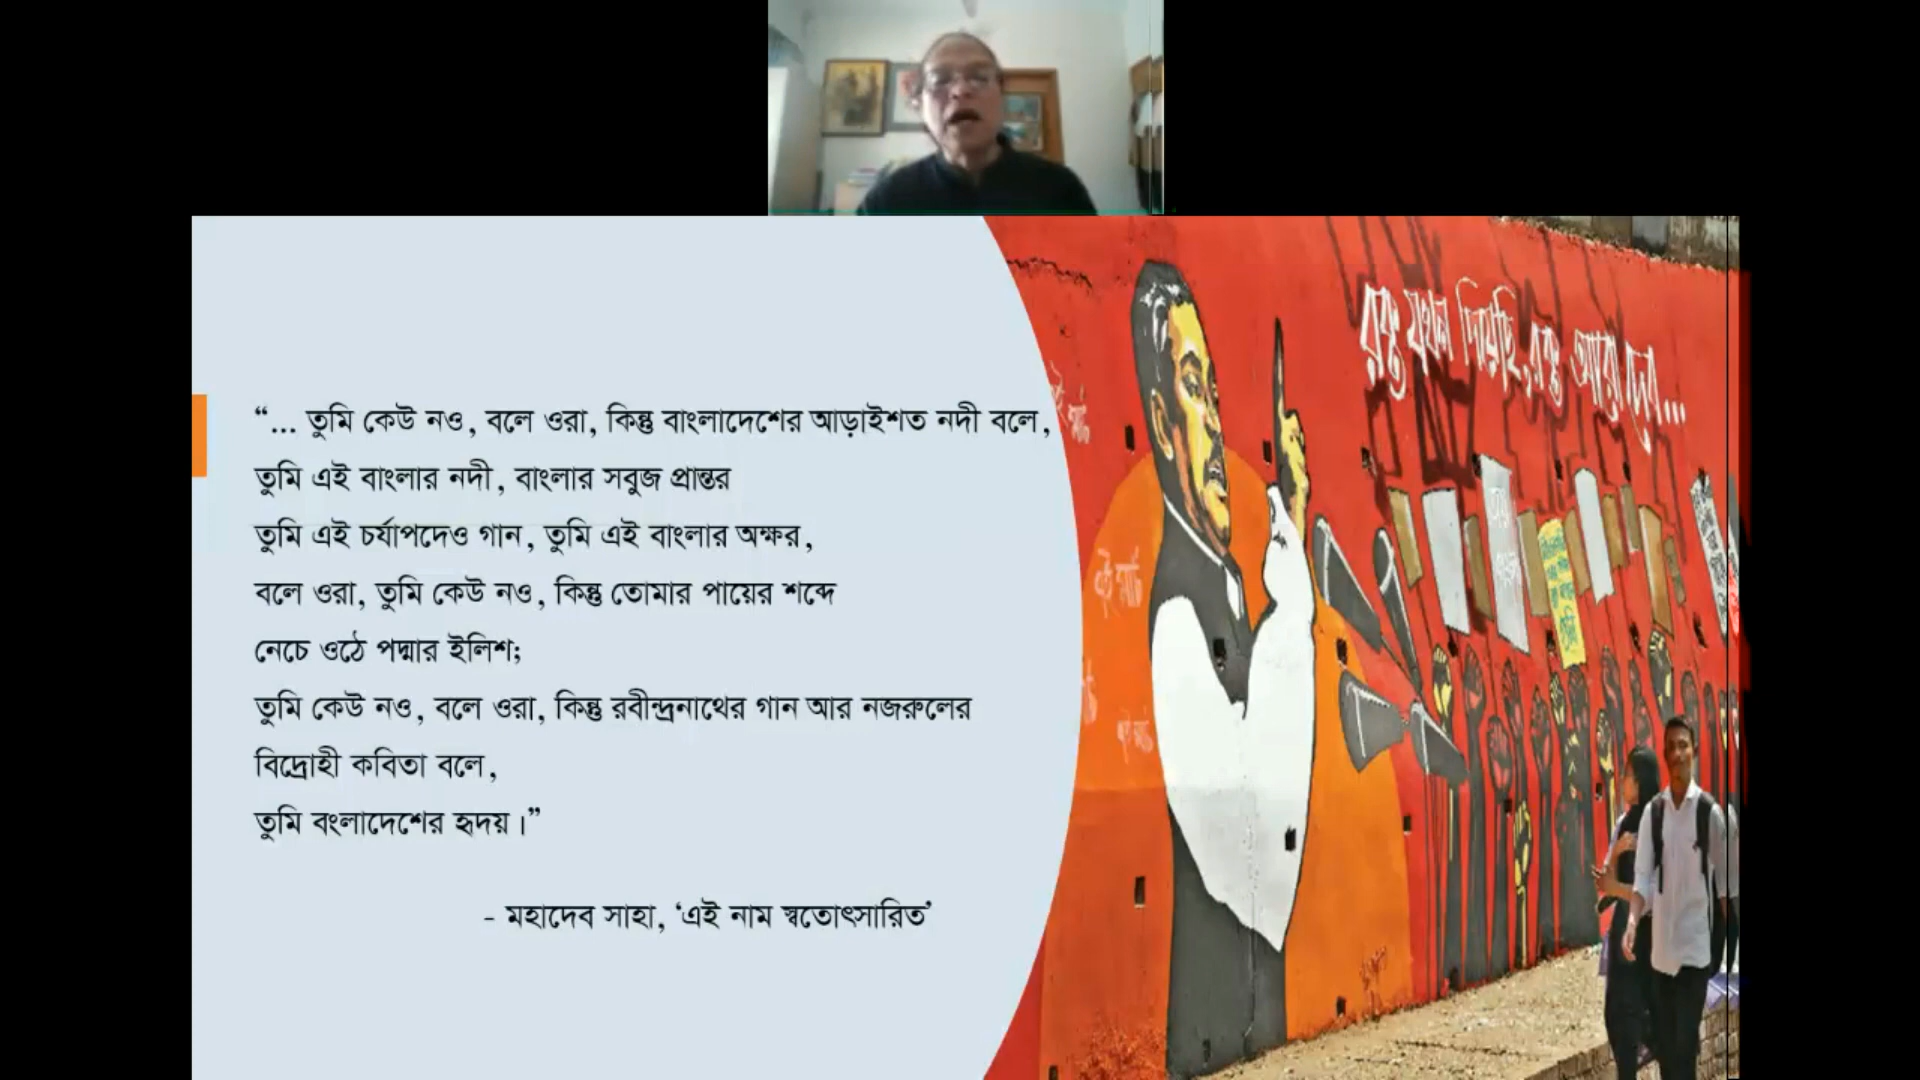 “... তুমি কেউ নও, বলে ওরা, কিন্তু বাংলাদেশের আড়াইশত নদী বলে,
তুমি এই বাংলার নদী, বাংলার সবুজ প্রান্তর
তুমি এই চর্যাপদেও গান, তুমি এই বাংলার অক্ষর,
বলে ওরা, তুমি কেউ নও, কিন্তু তোমার পায়ের শব্দে
নেচে ওঠে পদ্মার ইলিশ;
তুমি কেউ নও, বলে ওরা, কিন্তু রবীন্দ্রনাথের গান আর নজরুলের
বিদ্রোহী কবিতা বলে,
তুমি বংলাদেশের হৃদয়।”
- মহাদেব সাহা, ‘এই নাম স্বতোৎসারিত’
রক্ত যখন দিয়েছি, রক্ত আরো দেব...